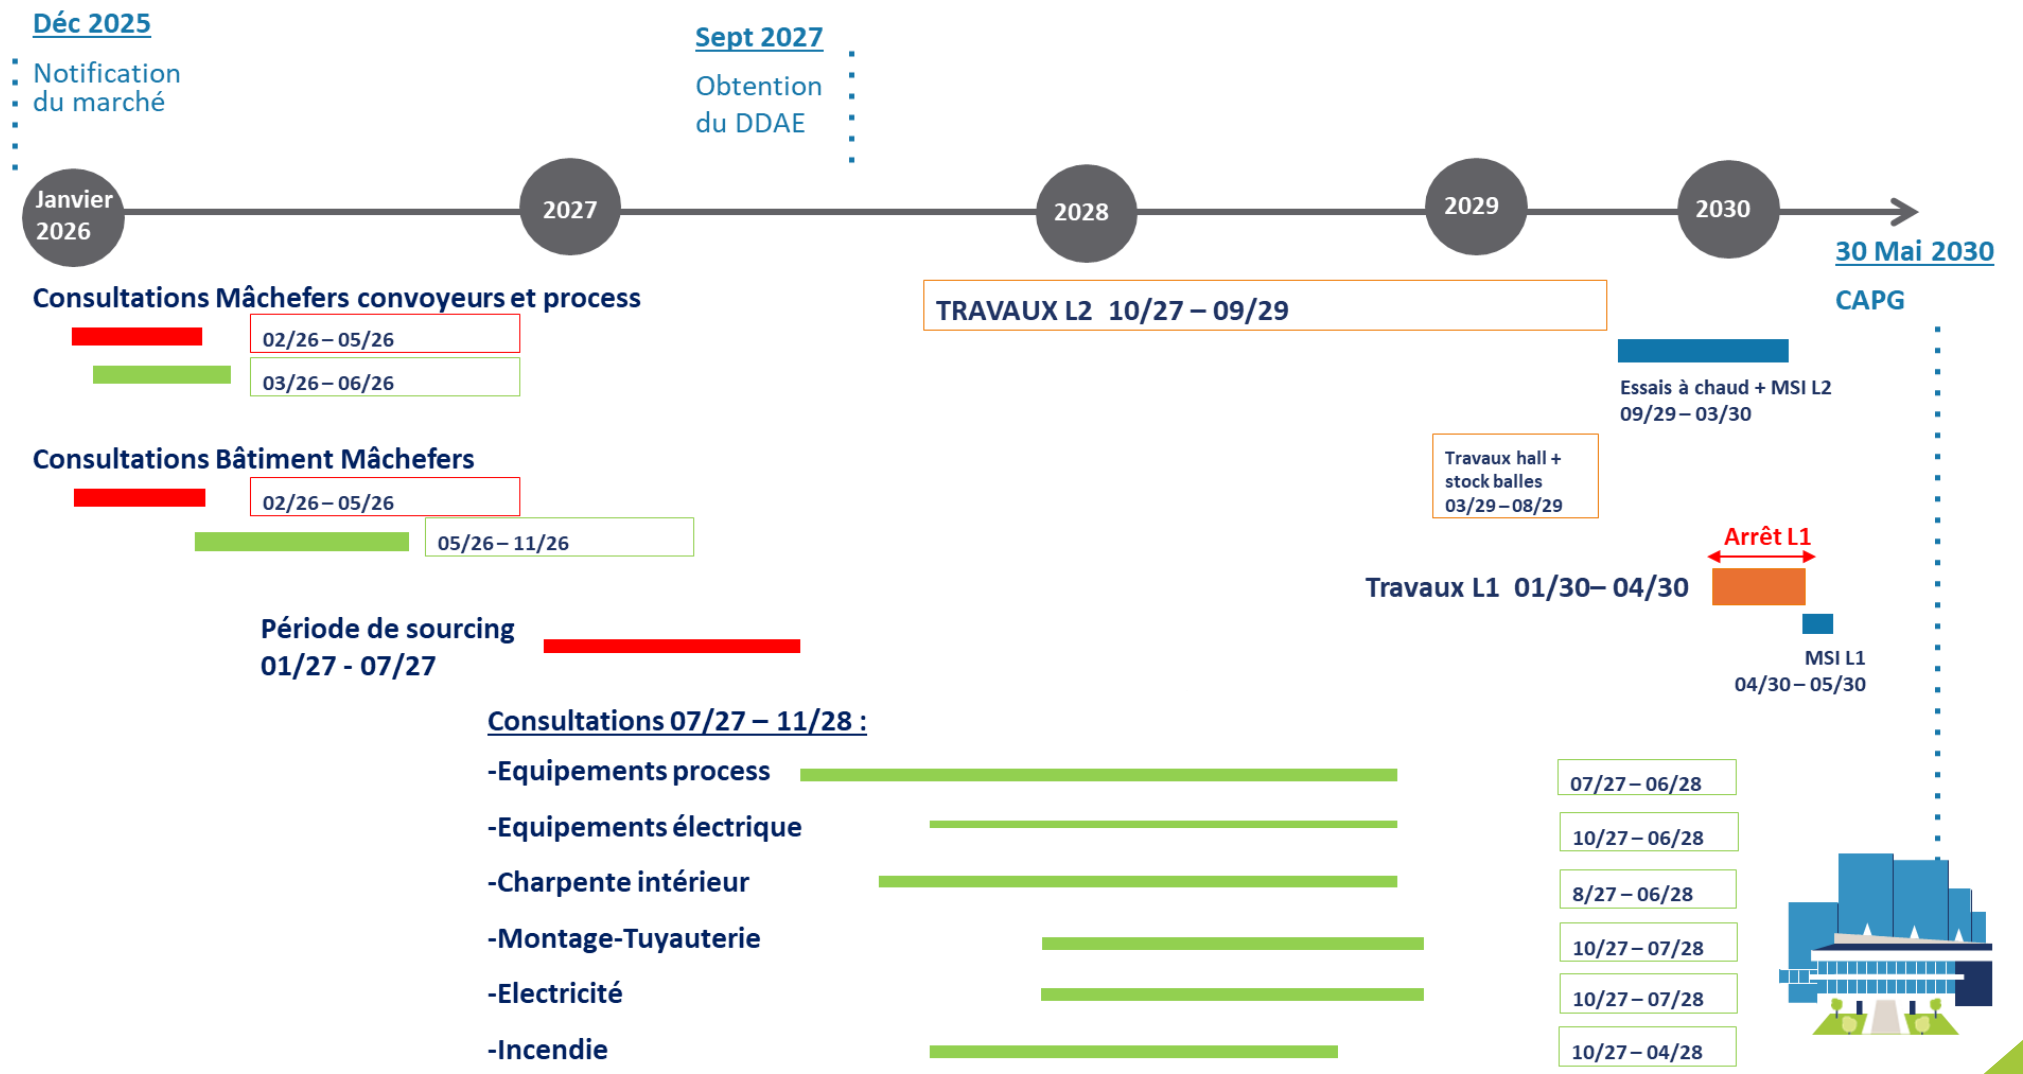 Déc 2025
Notification
du marché
Sept 2027
Obtention
du DDAE
Janvier
2026
2027
2028
2029
2030
30 Mai 2030
CAPG
Consultations Mâchefers convoyeurs et process
02/26 – 05/26
03/26 – 06/26
TRAVAUX L2 10/27 – 09/29
Essais à chaud + MSI L2
09/29 – 03/30
Consultations Bâtiment Mâchefers
02/26 – 05/26
05/26 – 11/26
Travaux hall +
stock balles
03/29 – 08/29
Arrêt L1
Travaux L1 01/30– 04/30
MSI L1
04/30 – 05/30
Période de sourcing
01/27 - 07/27
Consultations 07/27 – 11/28 :
-Equipements process
07/27 – 06/28
-Equipements électrique
10/27 – 06/28
-Charpente intérieur
8/27 – 06/28
-Montage-Tuyauterie
10/27 – 07/28
-Electricité
10/27 – 07/28
-Incendie
10/27 – 04/28